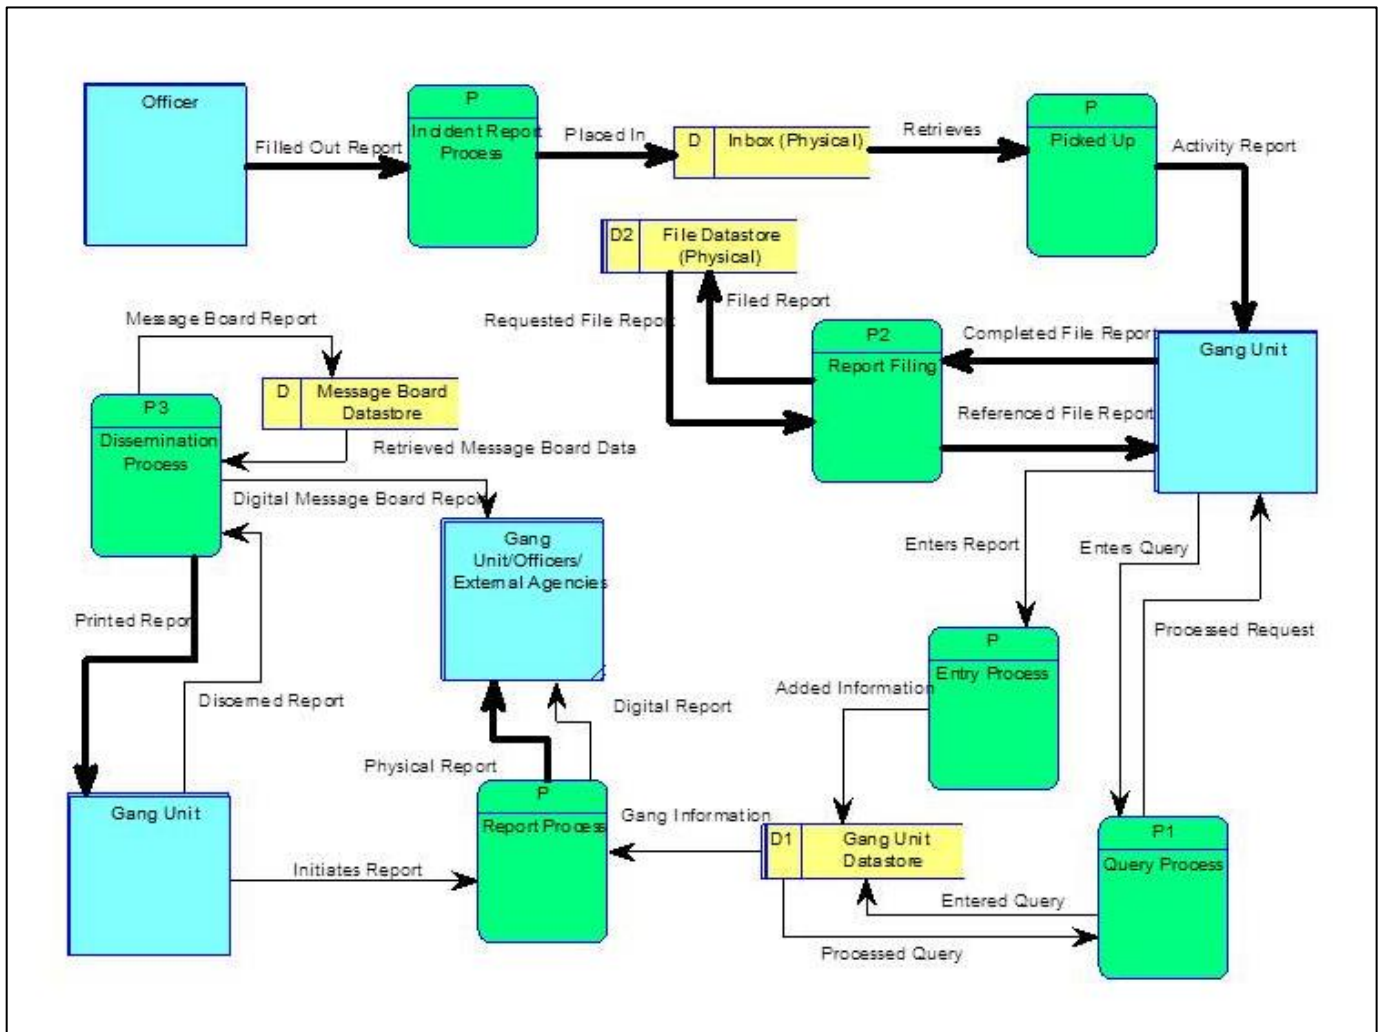 Officer
Filled Out Report
P
Incident Report
Process
Placed In
D
Inbox (Physical)
Retrieves
P
Picked Up
Activity Report
D2
File Datastore
(Physical)
Requested File Report
Filed Report
P2
Report Filing
Completed File Report
Referenced File Report
Gang Unit
Message Board Report
D
Message Board
Datastore
P3
Dissemination
Process
Retrieved Message Board Data
Digital Message Board Report
Gang
Unit/Officers/
External Agencies
Enters Report
Enters Query
Processed Request
Printed Report
Discerned Report
P
Entry Process
Added Information
Digital Report
Physical Report
Gang Unit
Initiates Report
P
Report Process
Gang Information
D1
Gang Unit
Datastore
Entered Query
Processed Query
P1
Query Process